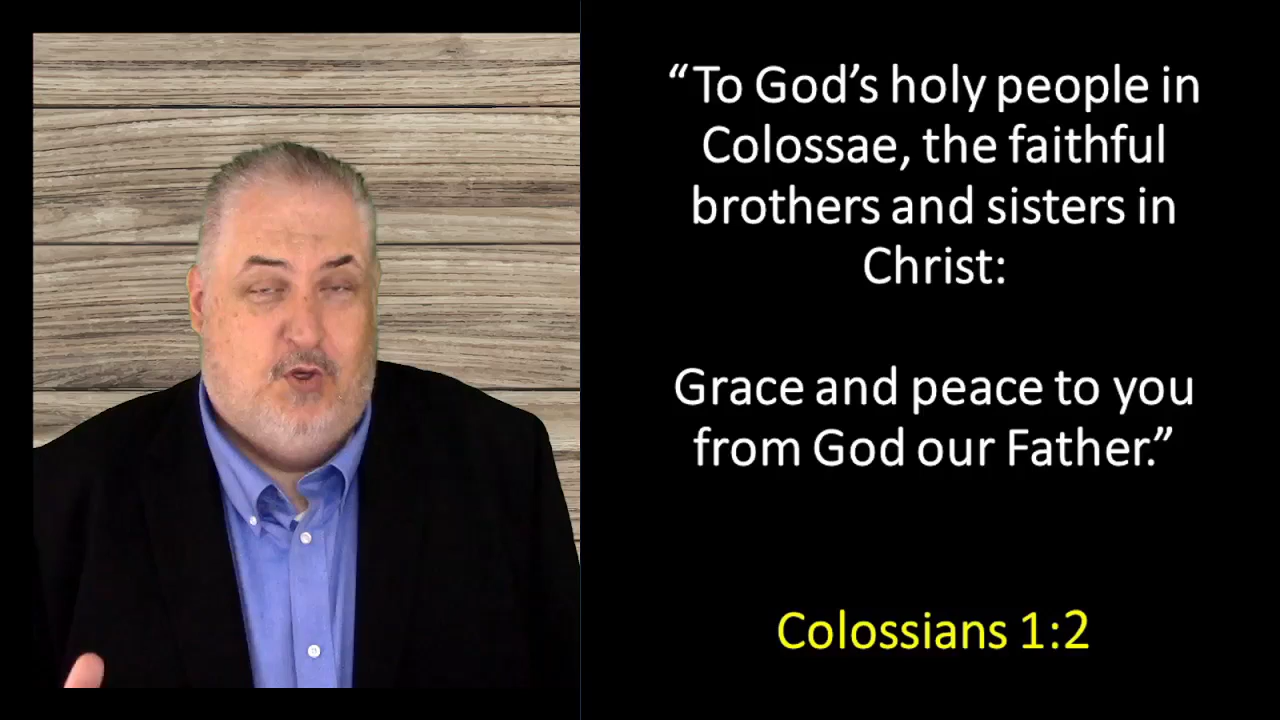 “To God’s holy people in
Colossae, the faithful
brothers and sisters in
Christ:
Grace and peace to you
from God our Father.”
Colossians 1:2